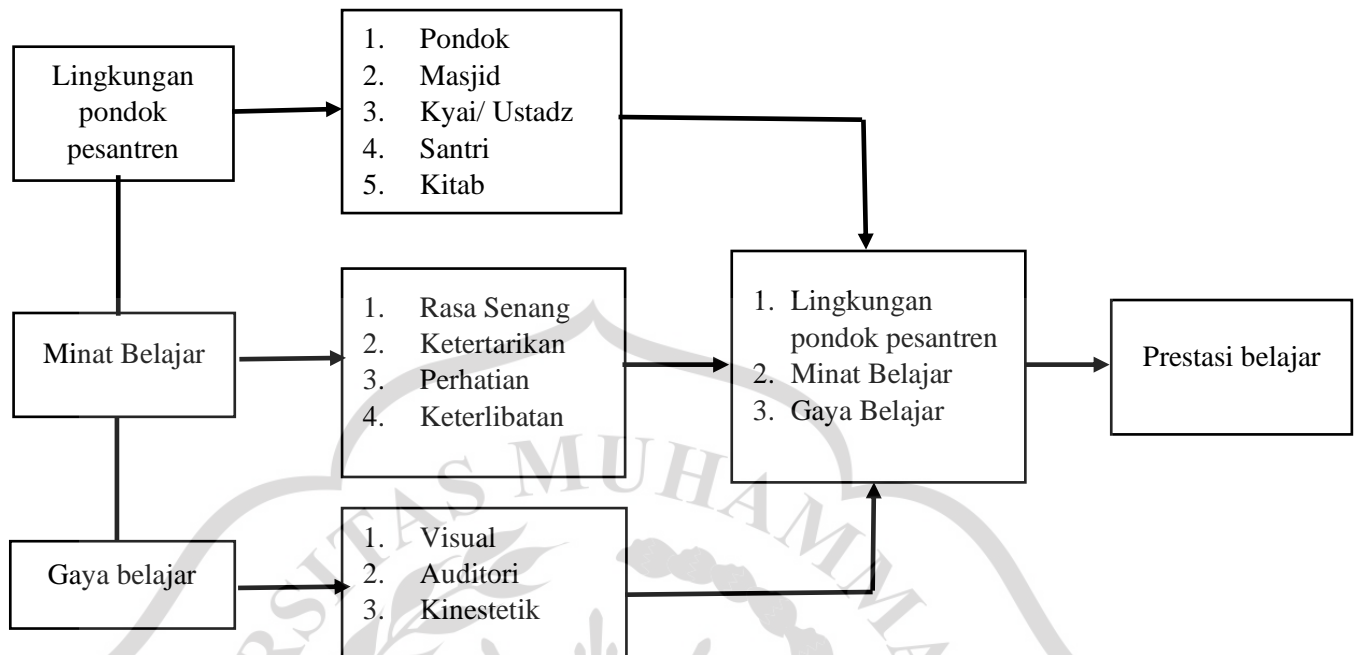 Lingkungan
pondok
pesantren
1. Pondok
2. Masjid
3. Kyai/ Ustadz
4. Santri
5. Kitab
Minat Belajar
1. Rasa Senang
2. Ketertarikan
3. Perhatian
4. Keterlibatan
Gaya belajar
1. Visual
2. Auditori
3. Kinestetik
1. Lingkungan
pondok pesantren
2. Minat Belajar
3. Gaya Belajar
Prestasi belajar
RSITAS MUHAMMA